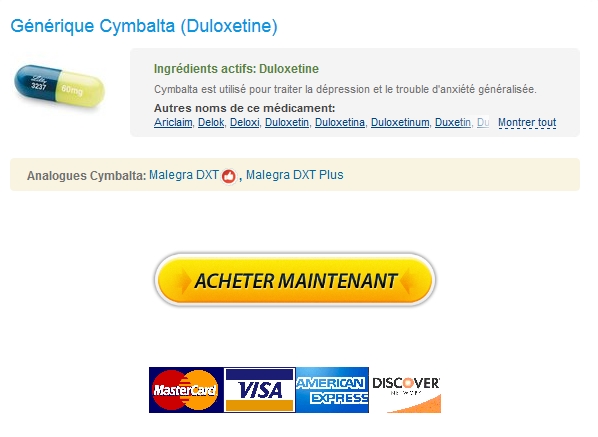 Générique Cymbalta (Duloxetine)
Lilly
3237
60mg
Ingrédients actifs: Duloxetine
Cymbalta est utilisé pour traiter la dépression et le trouble d'anxiété généralisée.
Autres noms de ce médicament:
Ariclaim, Delok, Deloxi, Duloxetin, Duloxetina, Duloxetinum, Duxetin, Du Montrer tout
Analogues Cymbalta: Malegra DXT, Malegra DXT Plus
ACHETER MAINTENANT
MasterCard VISA AMERICAN EXPRESS DISCOVER NETWORK